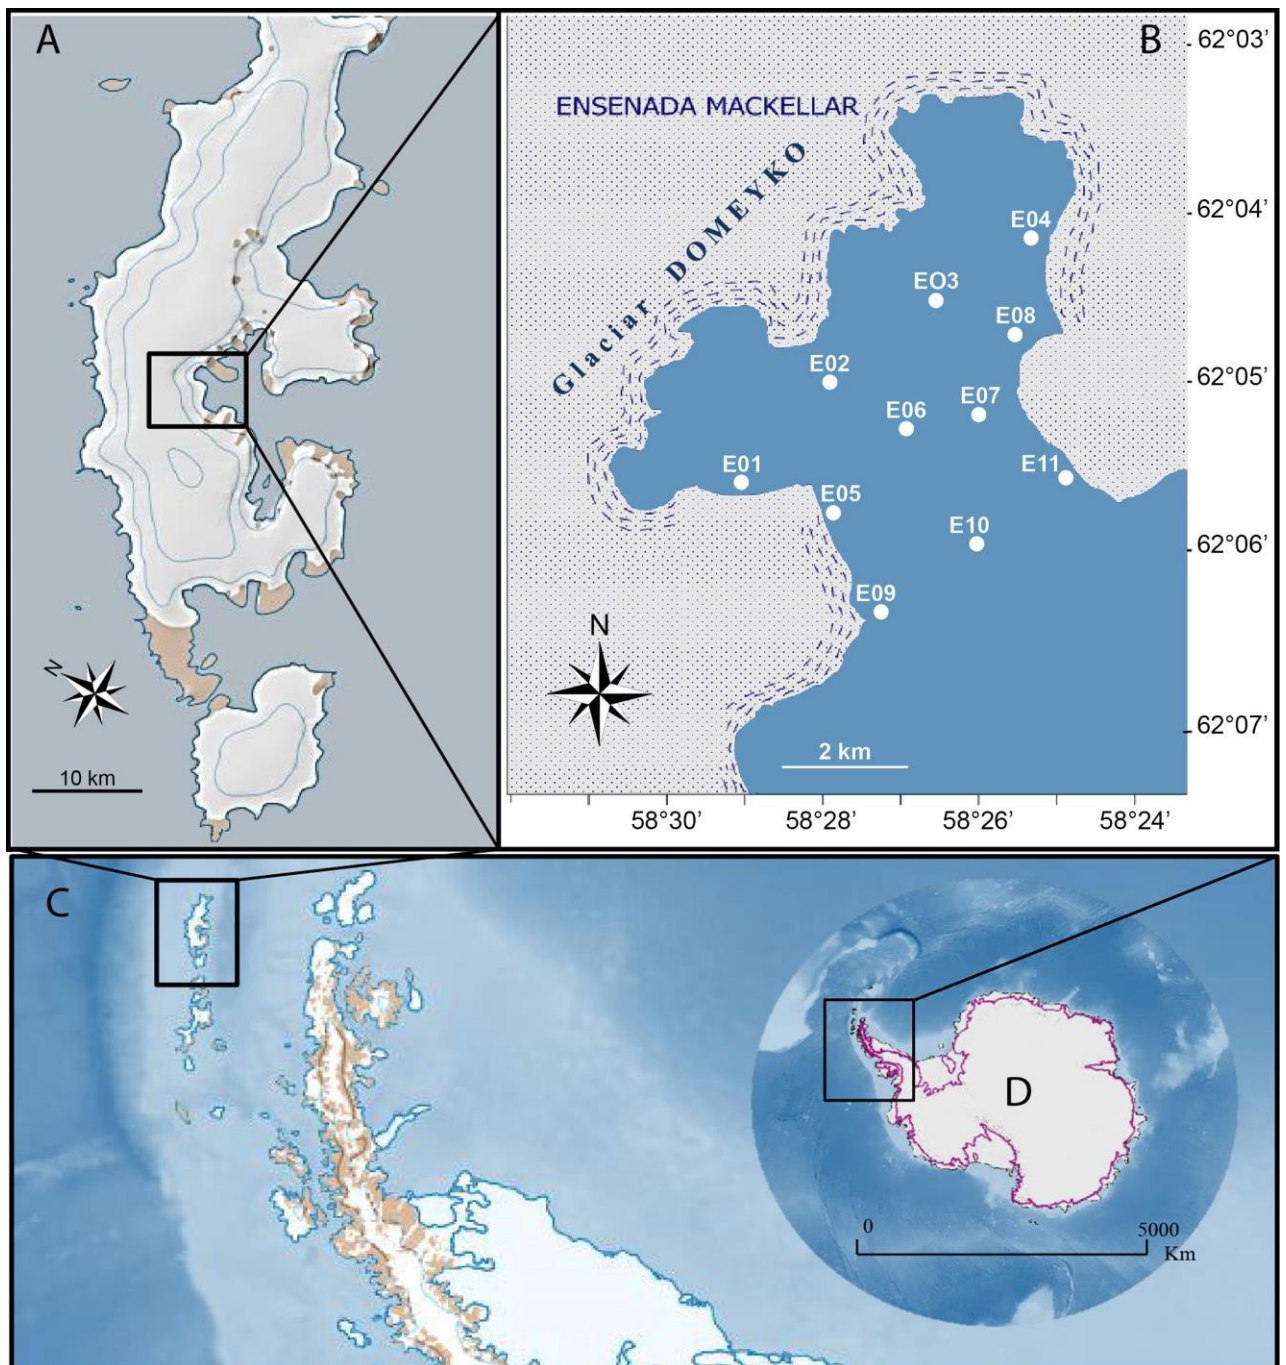 A
N
10 km
B
ENSENADA MACKELLAR
Glaciar DOMEYKO
E04
EO3
E08
E02
E07
E06
E01
E11
E05
E10
E09
N
2 km
62°03’
62°04’
62°05’
62°06’
62°07’
58°30’
58°28’
58°26’
58°24’
C
D
0
5000
Km